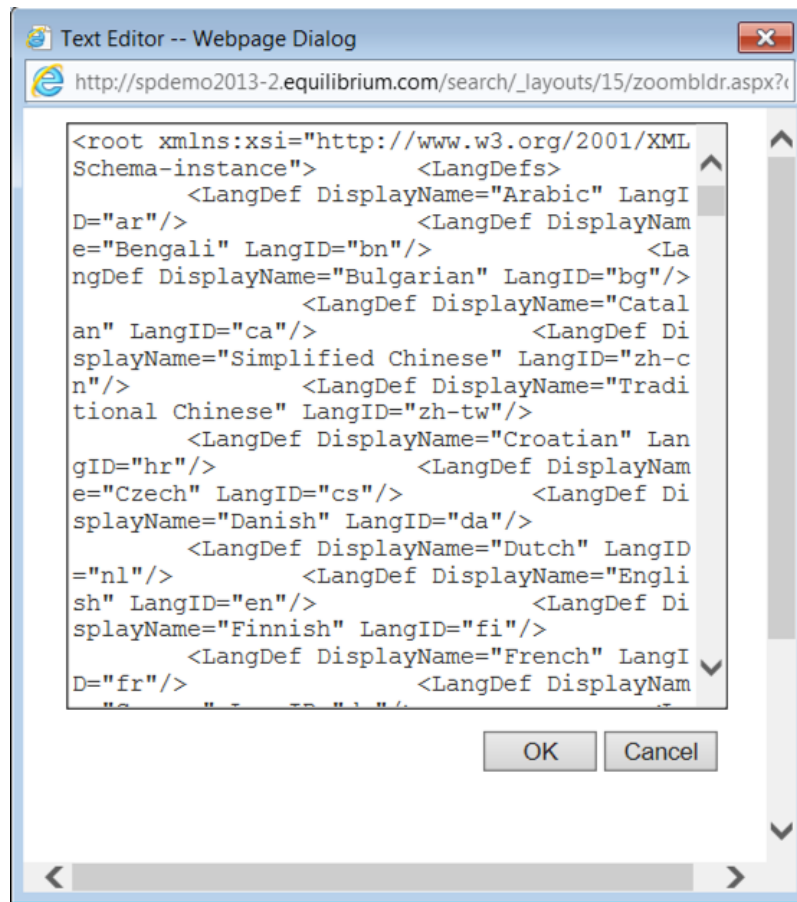 Text Editor -- Webpage Dialog
http://spdemo2013-2.equilibrium.com/search/_layouts/15/zoombldr.aspx?
<root xmlns:xsi="http://www.w3.org/2001/XML
Schema-instance"> <LangDefs>
<LangDef DisplayName="Arabic" LangI
D="ar"/> <LangDef DisplayNam
e="Bengali" LangID="bn"/> <La
ngDef DisplayName="Bulgarian" LangID="bg"/>
<LangDef DisplayName="Catal
an" LangID="ca"/> <LangDef Di
splayName="Simplified Chinese" LangID="zh-c
n"/> <LangDef DisplayName="Tradi
tional Chinese" LangID="zh-tw"/>
<LangDef DisplayName="Croatian" Lan
gID="hr"/> <LangDef DisplayNam
e="Czech" LangID="cs"/> <LangDef Di
splayName="Danish" LangID="da"/>
<LangDef DisplayName="Dutch" LangID
="nl"/> <LangDef DisplayName="Engli
sh" LangID="en"/> <LangDef Di
splayName="Finnish" LangID="fi"/>
<LangDef DisplayName="French" LangI
D="fr"/> <LangDef DisplayNam
OK Cancel